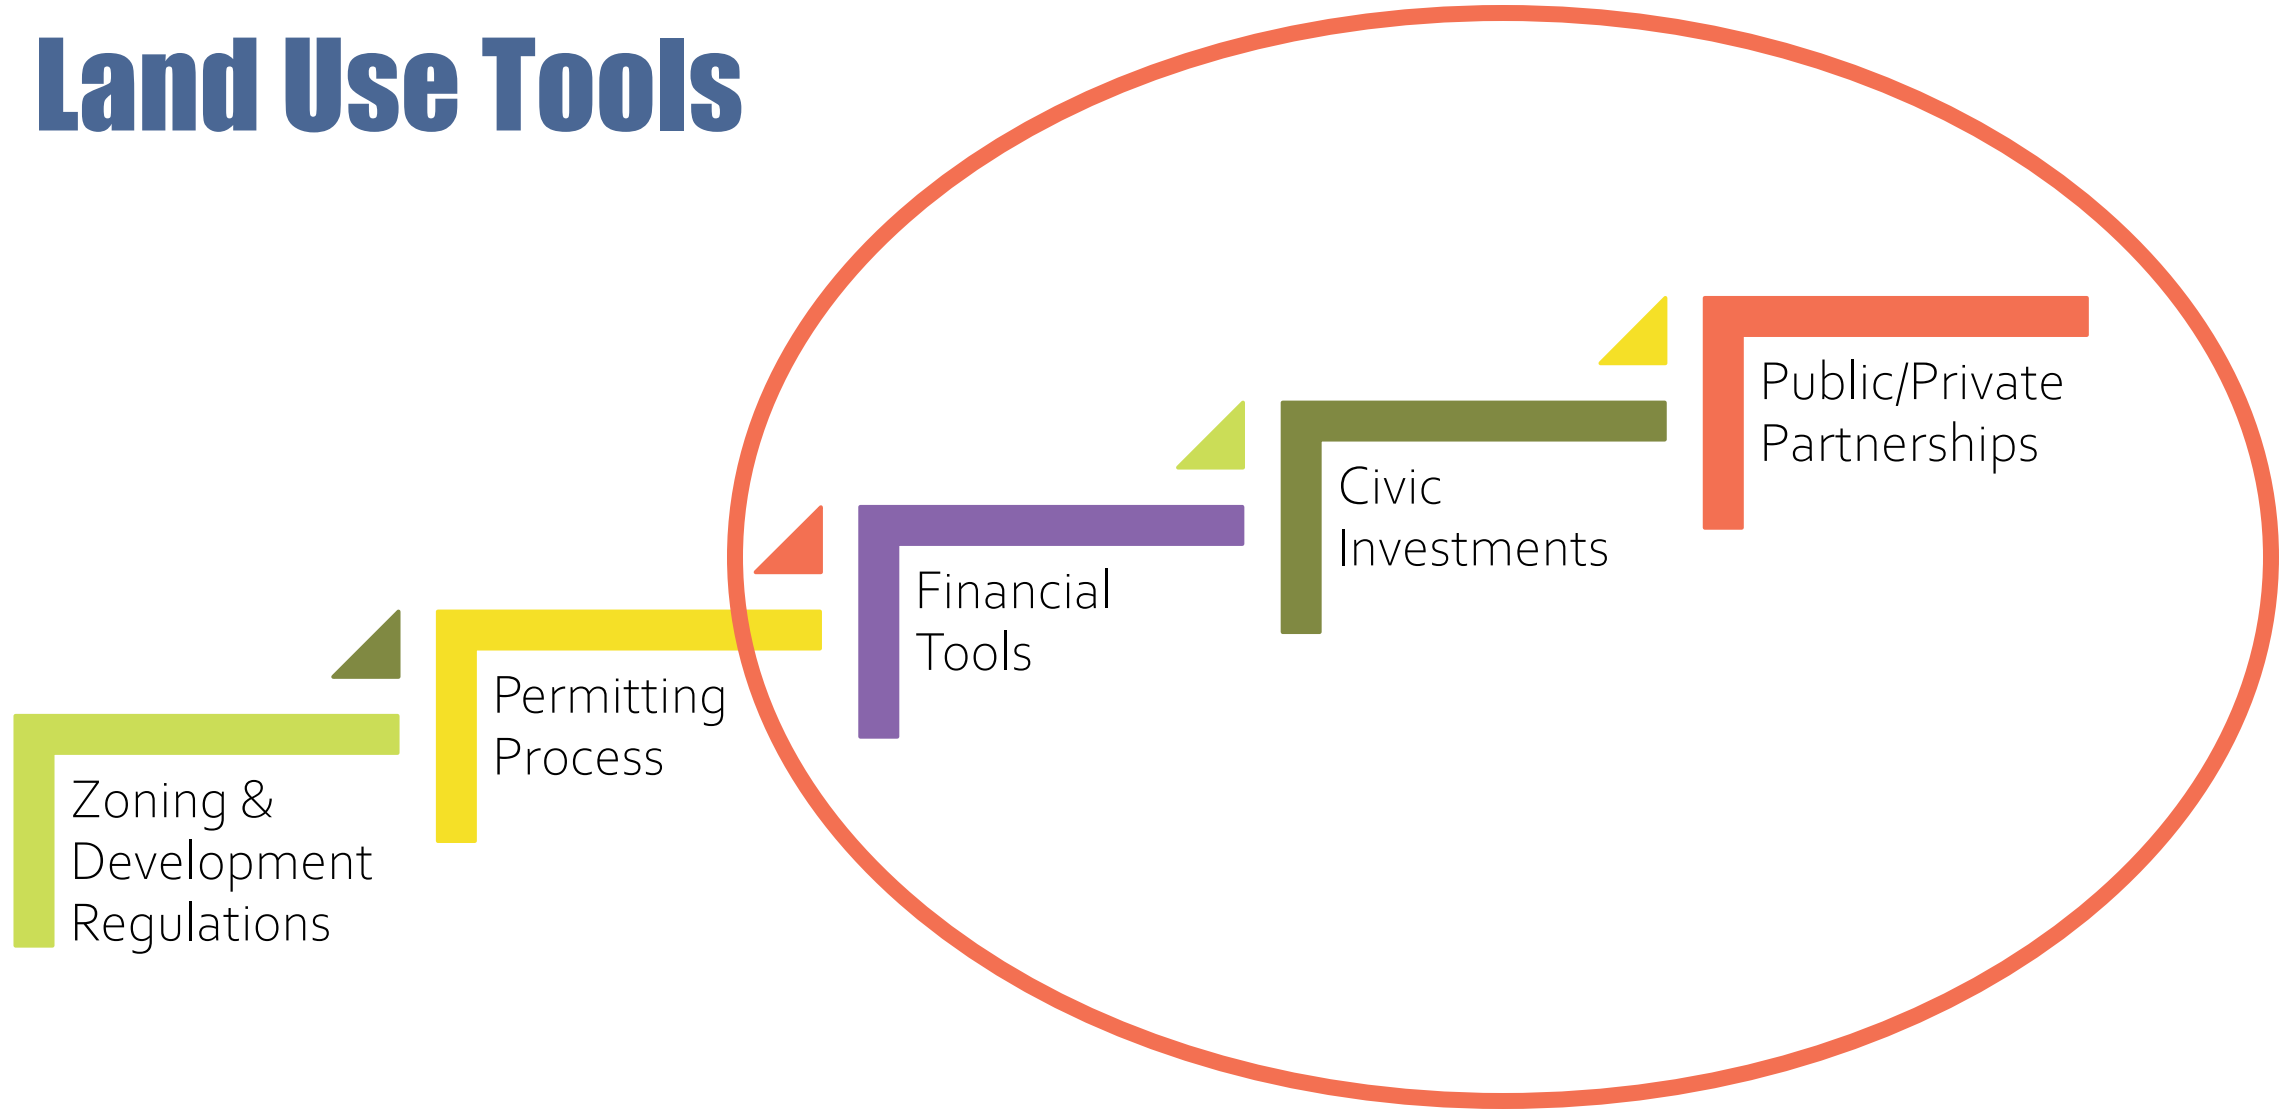 Land Use Tools
Zoning &
Development
Regulations
Permitting
Process
Financial
Tools
Civic
Investments
Public/Private
Partnerships